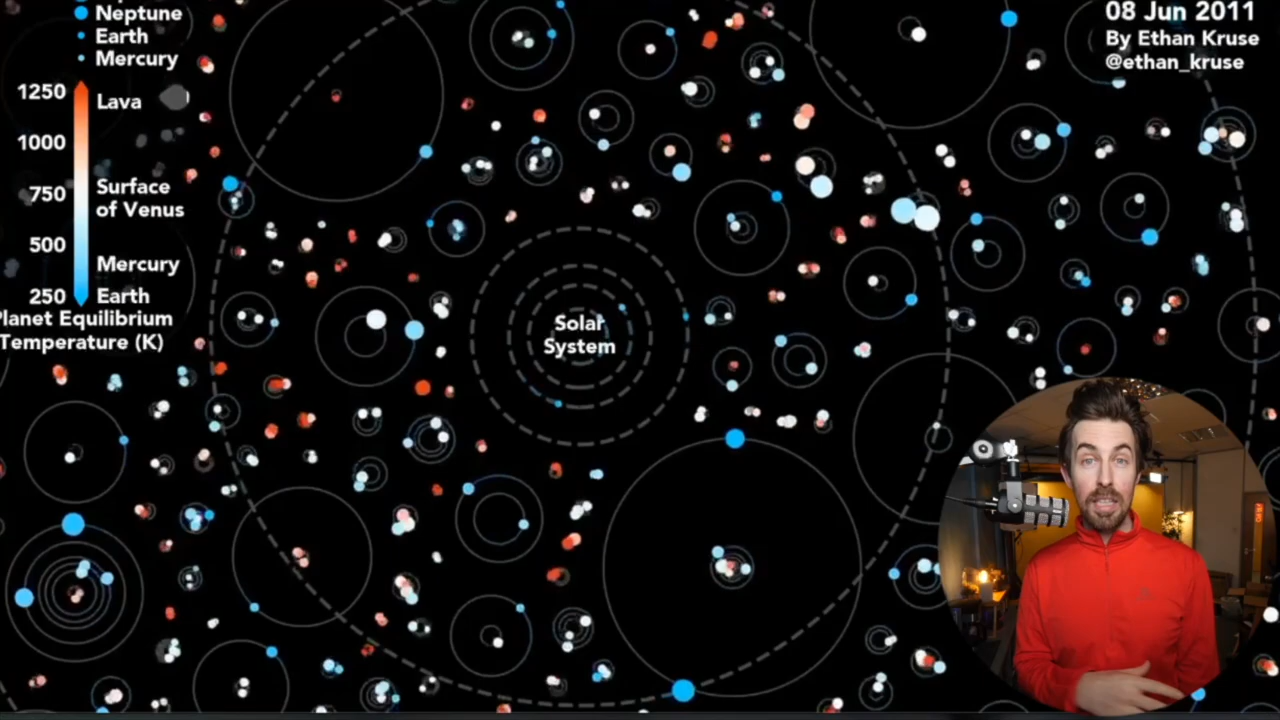 Neptune
Earth
Mercury
1250
Lava
1000
750
Surface
of Venus
500
Mercury
250
Earth
Planet Equilibrium
Temperature (K)
Solar
System
08 Jun 2011
By Ethan Kruse
@ethan_kruse